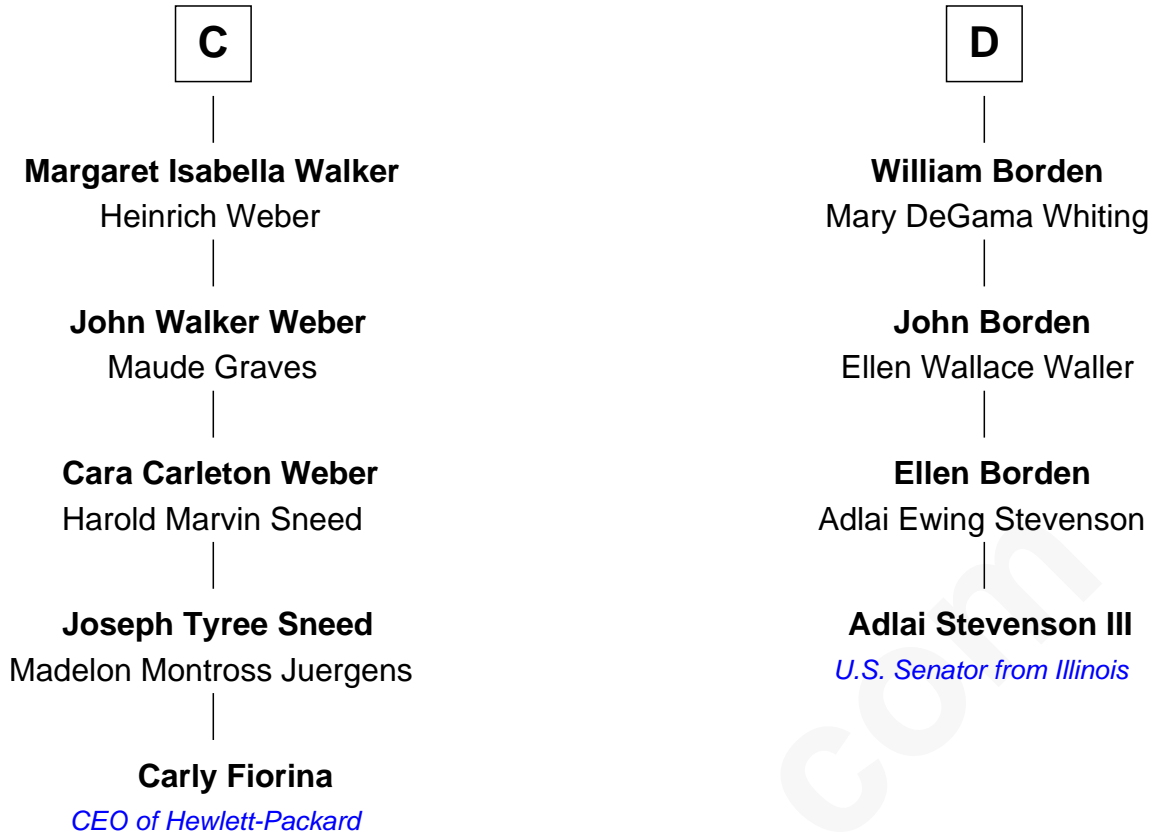 C
Margaret Isabella Walker
Heinrich Weber
John Walker Weber
Maude Graves
Cara Carleton Weber
Harold Marvin Sneed
Joseph Tyree Sneed
Madelon Montross Juergens
Carly Fiorina
CEO of Hewlett-Packard
D
William Borden
Mary DeGama Whiting
John Borden
Ellen Wallace Waller
Ellen Borden
Adlai Ewing Stevenson
Adlai Stevenson III
U.S. Senator from Illinois
com